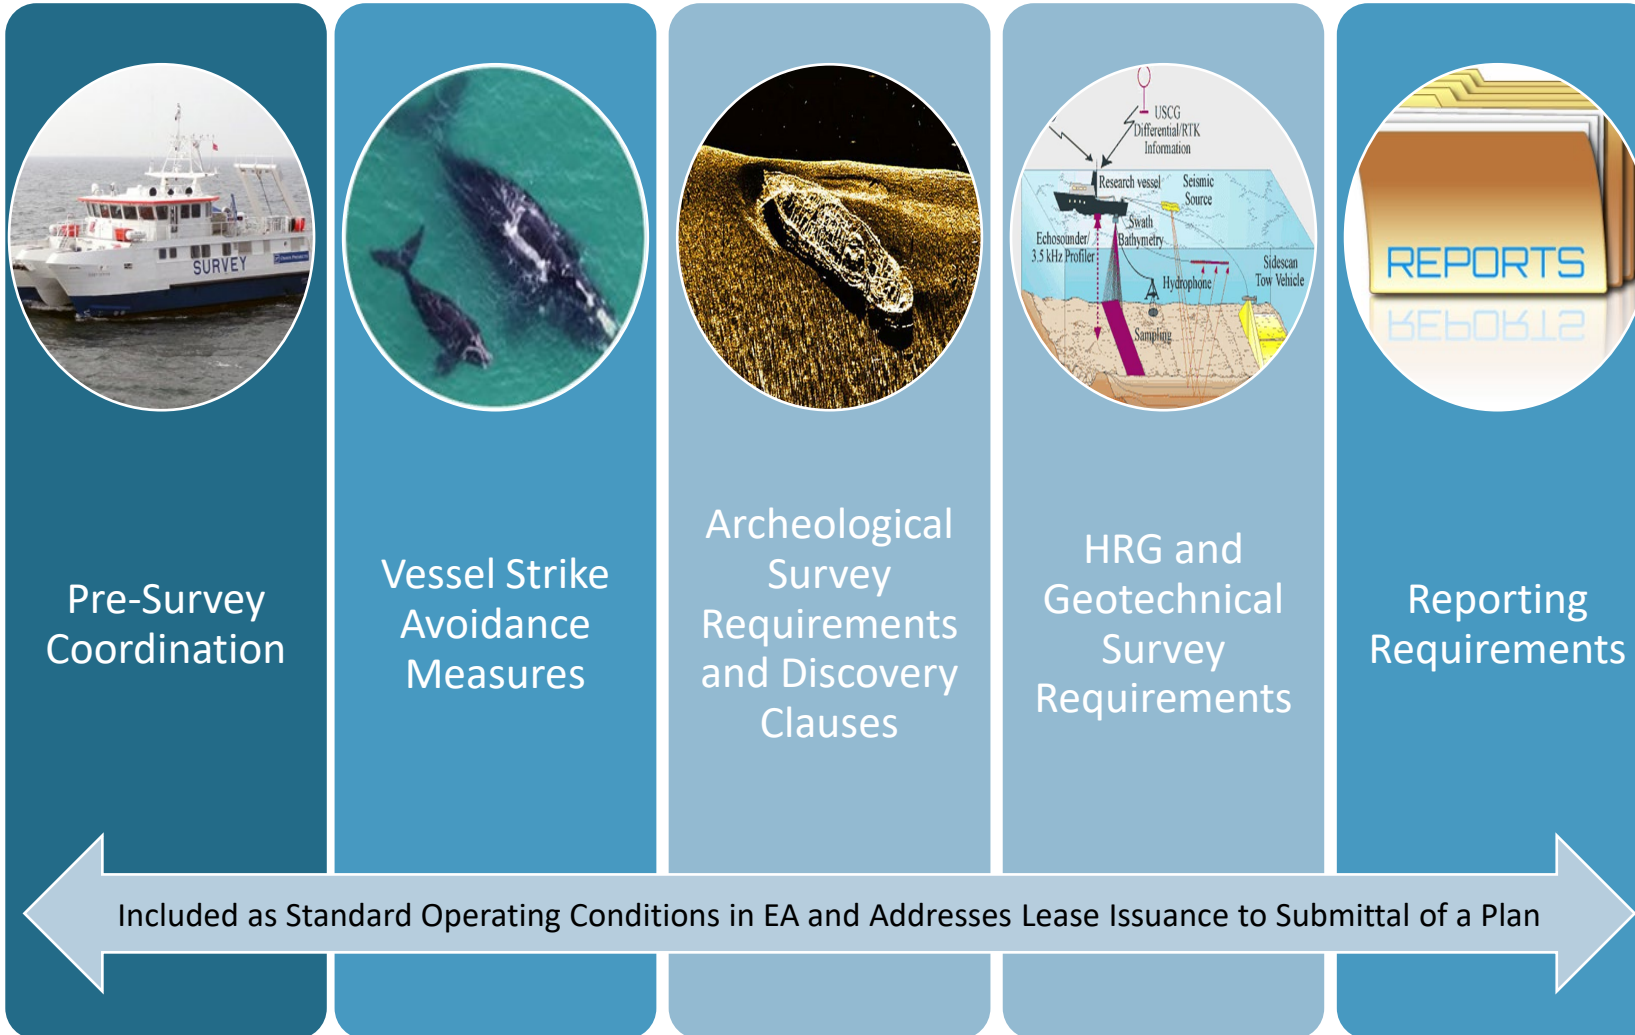 SURVEY
USCG
Differential/RTK
Information
Research vessel
Seismic
Source
Swath
Bathymetry
Echosounder/
3.5 kHz Profiler
Hydrophone
Sidescan
Tow Vehicle
Sampling
REPORTS
REPORTS
Pre-Survey
Coordination
Vessel Strike
Avoidance
Measures
Archeological
Survey
Requirements
and Discovery
Clauses
HRG and
Geotechnical
Survey
Requirements
Reporting
Requirements
Included as Standard Operating Conditions in EA and Addresses Lease Issuance to Submittal of a Plan